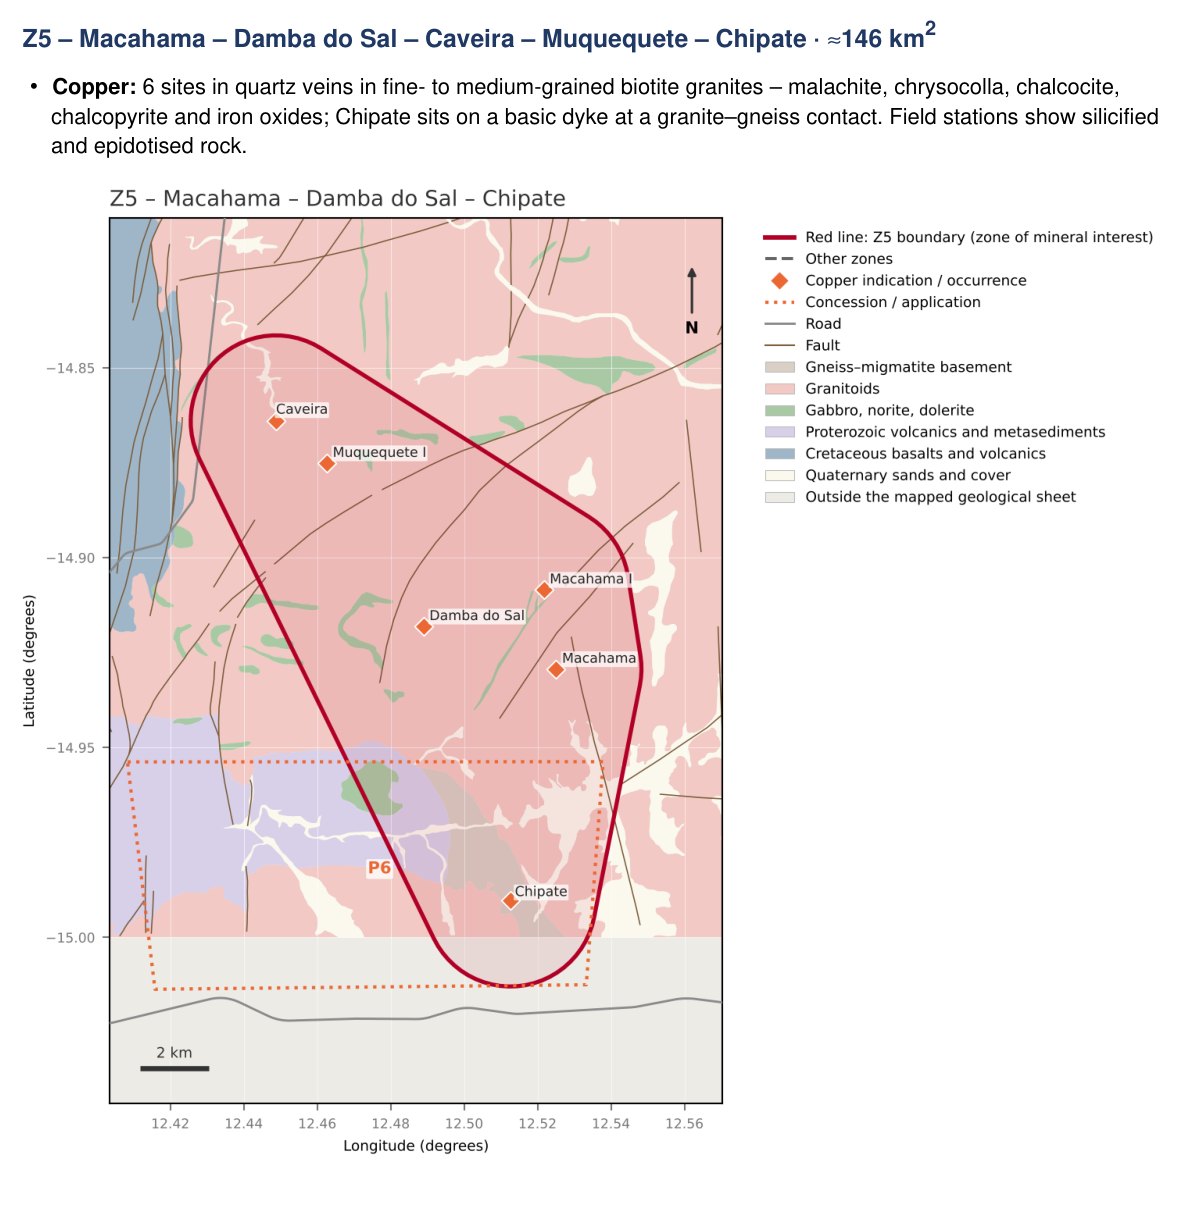 Z5 – Macahama – Damba do Sal – Caveira – Muquequete – Chipate · ≈146 km2
• Copper: 6 sites in quartz veins in fine- to medium-grained biotite granites – malachite, chrysocolla, chalcocite,
chalcopyrite and iron oxides; Chipate sits on a basic dyke at a granite–gneiss contact. Field stations show silicified
and epidotised rock.
Z5 – Macahama – Damba do Sal – Chipate
Red line: Z5 boundary (zone of mineral interest)
Other zones
Copper indication / occurrence
Concession / application
Road
Fault
Gneiss–migmatite basement
Granitoids
Gabbro, norite, dolerite
Proterozoic volcanics and metasediments
Cretaceous basalts and volcanics
Quaternary sands and cover
Outside the mapped geological sheet
N
−14.85
Caveira
Muquequete I
−14.90
Macahama I
Damba do Sal
Macahama
−14.95
P6
Chipate
−15.00
Latitude (degrees)
2 km
12.42
12.44
12.46
12.48
12.50
12.52
12.54
12.56
Longitude (degrees)